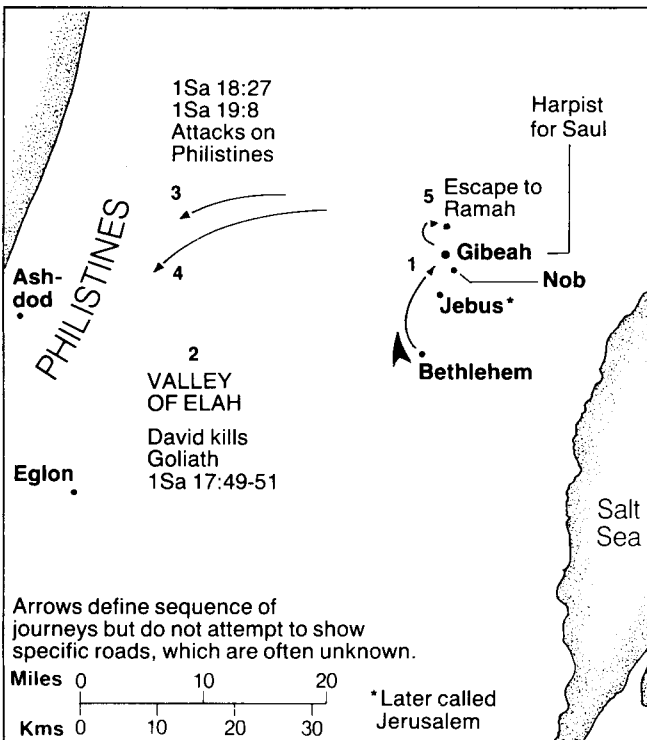 1Sa 18:27
1Sa 19:8
Attacks on
Philistines
Harpist
for Saul
3
5 Escape to
Ramah
4
PHILISTINES
Gibeah
1
Nob
Ash-
dod
Jebus*
2
VALLEY
OF ELAH
Bethlehem
David kills
Goliath
1Sa 17:49-51
Eglon
Salt
Sea
Arrows define sequence of
journeys but do not attempt to show
specific roads, which are often unknown.
Miles 0 10 20
*Later called
Jerusalem
Kms 0 10 20 30